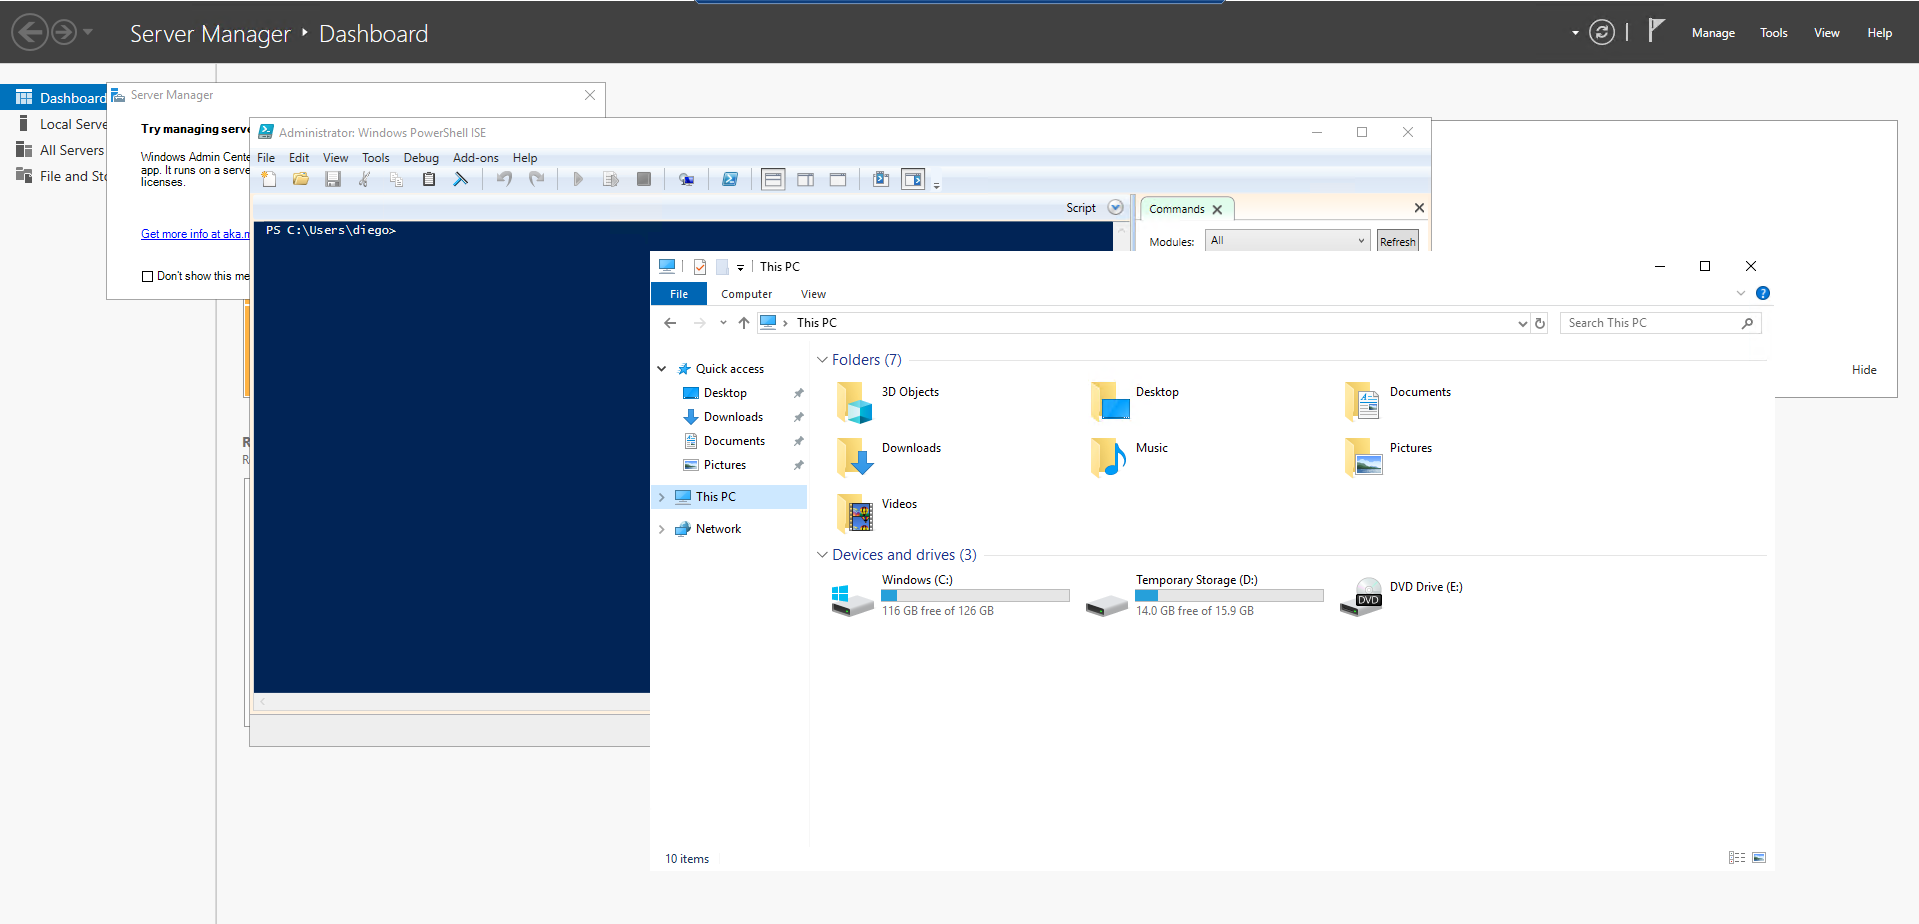 Server Manager ‣ Dashboard
Manage
Tools
View
Help
Dashboard
Local Serve
All Servers
File and Sto
Server Manager
Try managing serve
Windows Admin Cente
app. It runs on a serve
licenses.
Get more info at aka.m
Don't show this me
Administrator: Windows PowerShell ISE
File Edit View Tools Debug Add-ons Help
Script
PS C:\Users\diego>
Commands
Modules: All Refresh
This PC
File Computer View
This PC
Search This PC
Quick access
Desktop
Downloads
Documents
Pictures
This PC
Network
Folders (7)
3D Objects
Desktop
Documents
Downloads
Music
Pictures
Videos
Devices and drives (3)
Windows (C:)
116 GB free of 126 GB
Temporary Storage (D:)
14.0 GB free of 15.9 GB
DVD
DVD Drive (E:)
10 items
Hide
R
R